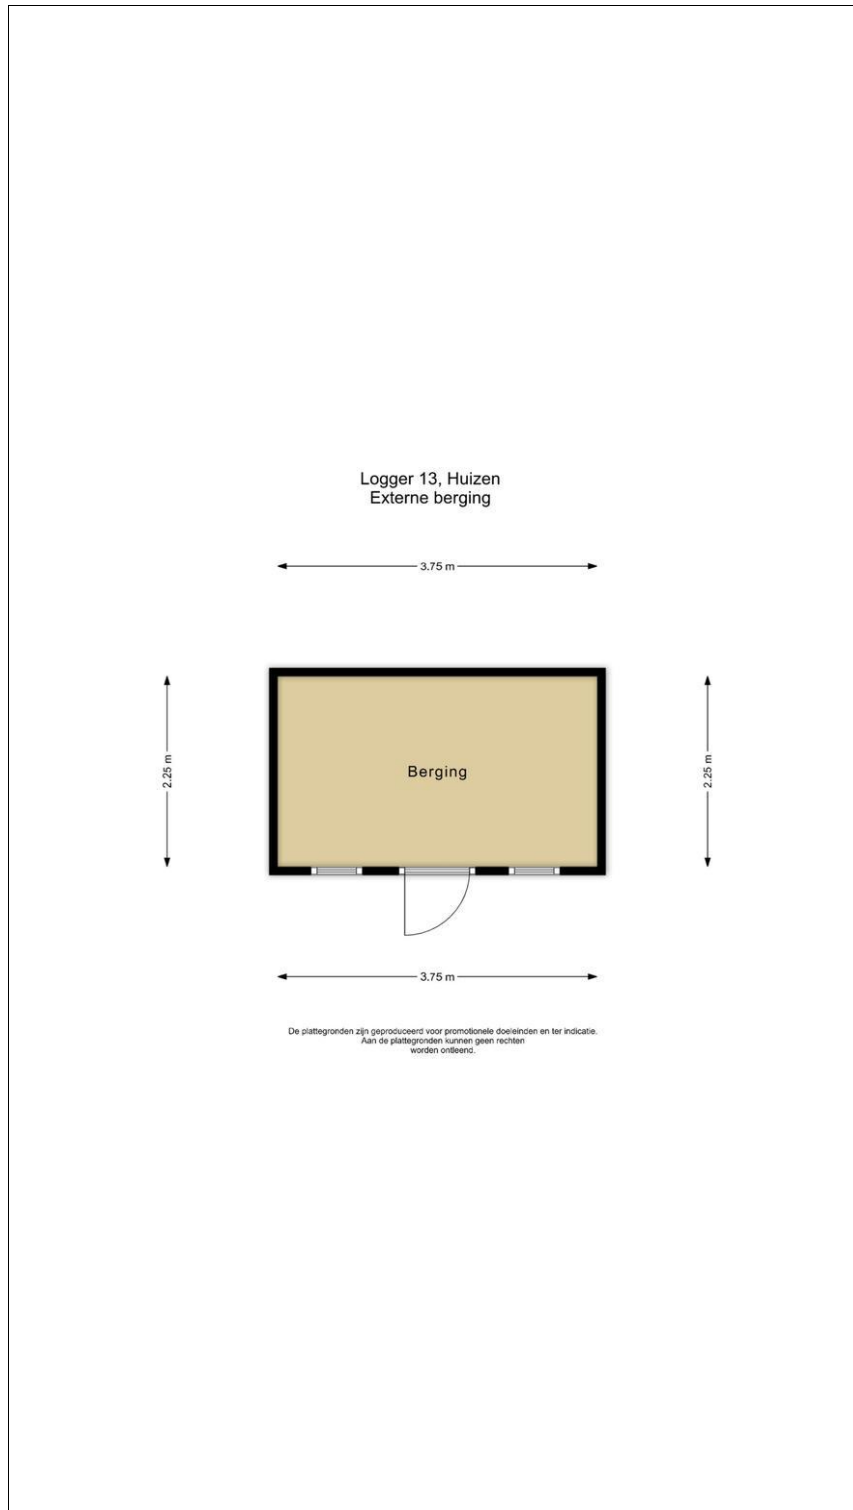 Logger 13, Huizen
Externe berging
3.75 m
2.25 m
Berging
2.25 m
3.75 m
De plattegronden zijn geproduceerd voor promotionele doeleinden en ter indicatie.
Aan de plattegronden kunnen geen rechten
worden ontleend.